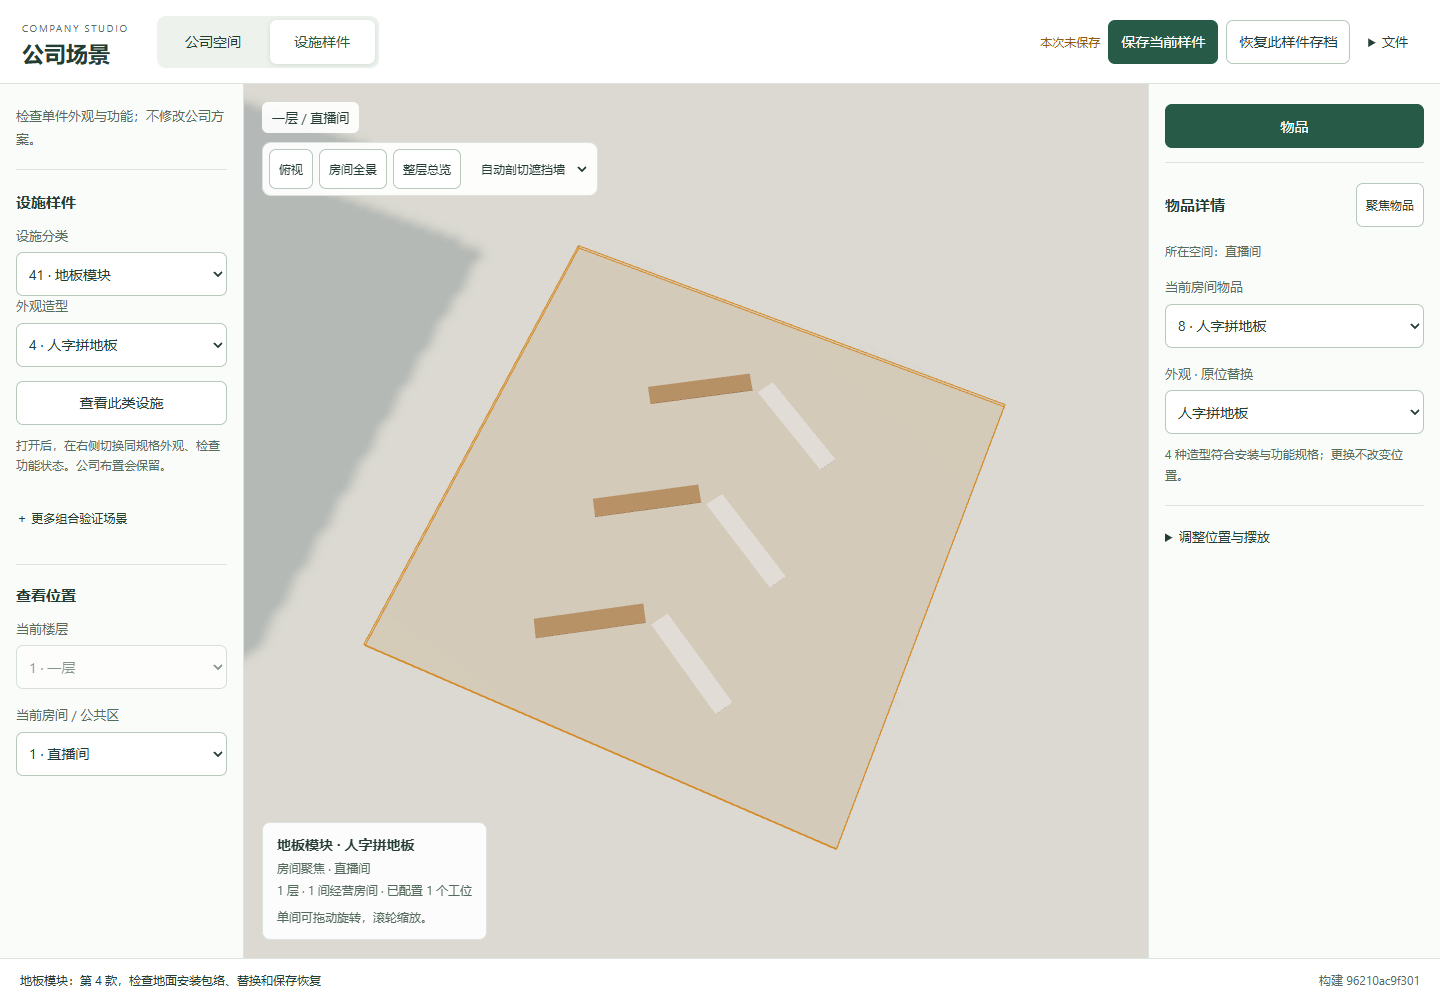 COMPANY STUDIO
公司场景
公司空间
设施样件
本次未保存
保存当前样件
恢复此样件存档
▶ 文件
检查单件外观与功能；不修改公司方
案。
设施样件
设施分类
41 · 地板模块
外观造型
4 · 人字拼地板
查看此类设施
打开后，在右侧切换同规格外观、检查
功能状态。公司布置会保留。
+ 更多组合验证场景
查看位置
当前楼层
1 · 一层
当前房间 / 公共区
1 · 直播间
一层 / 直播间
俯视
房间全景
整层总览
自动剖切遮挡墙
地板模块 · 人字拼地板
房间聚焦 · 直播间
1 层 · 1 间经营房间 · 已配置 1 个工位
单间可拖动旋转，滚轮缩放。
物品
物品详情
聚焦物品
所在空间：直播间
当前房间物品
8 · 人字拼地板
外观 · 原位替换
人字拼地板
4 种造型符合安装与功能规格；更换不改变位
置。
▶ 调整位置与摆放
地板模块：第 4 款，检查地面安装包络、替换和保存恢复
构建 96210ac9f301